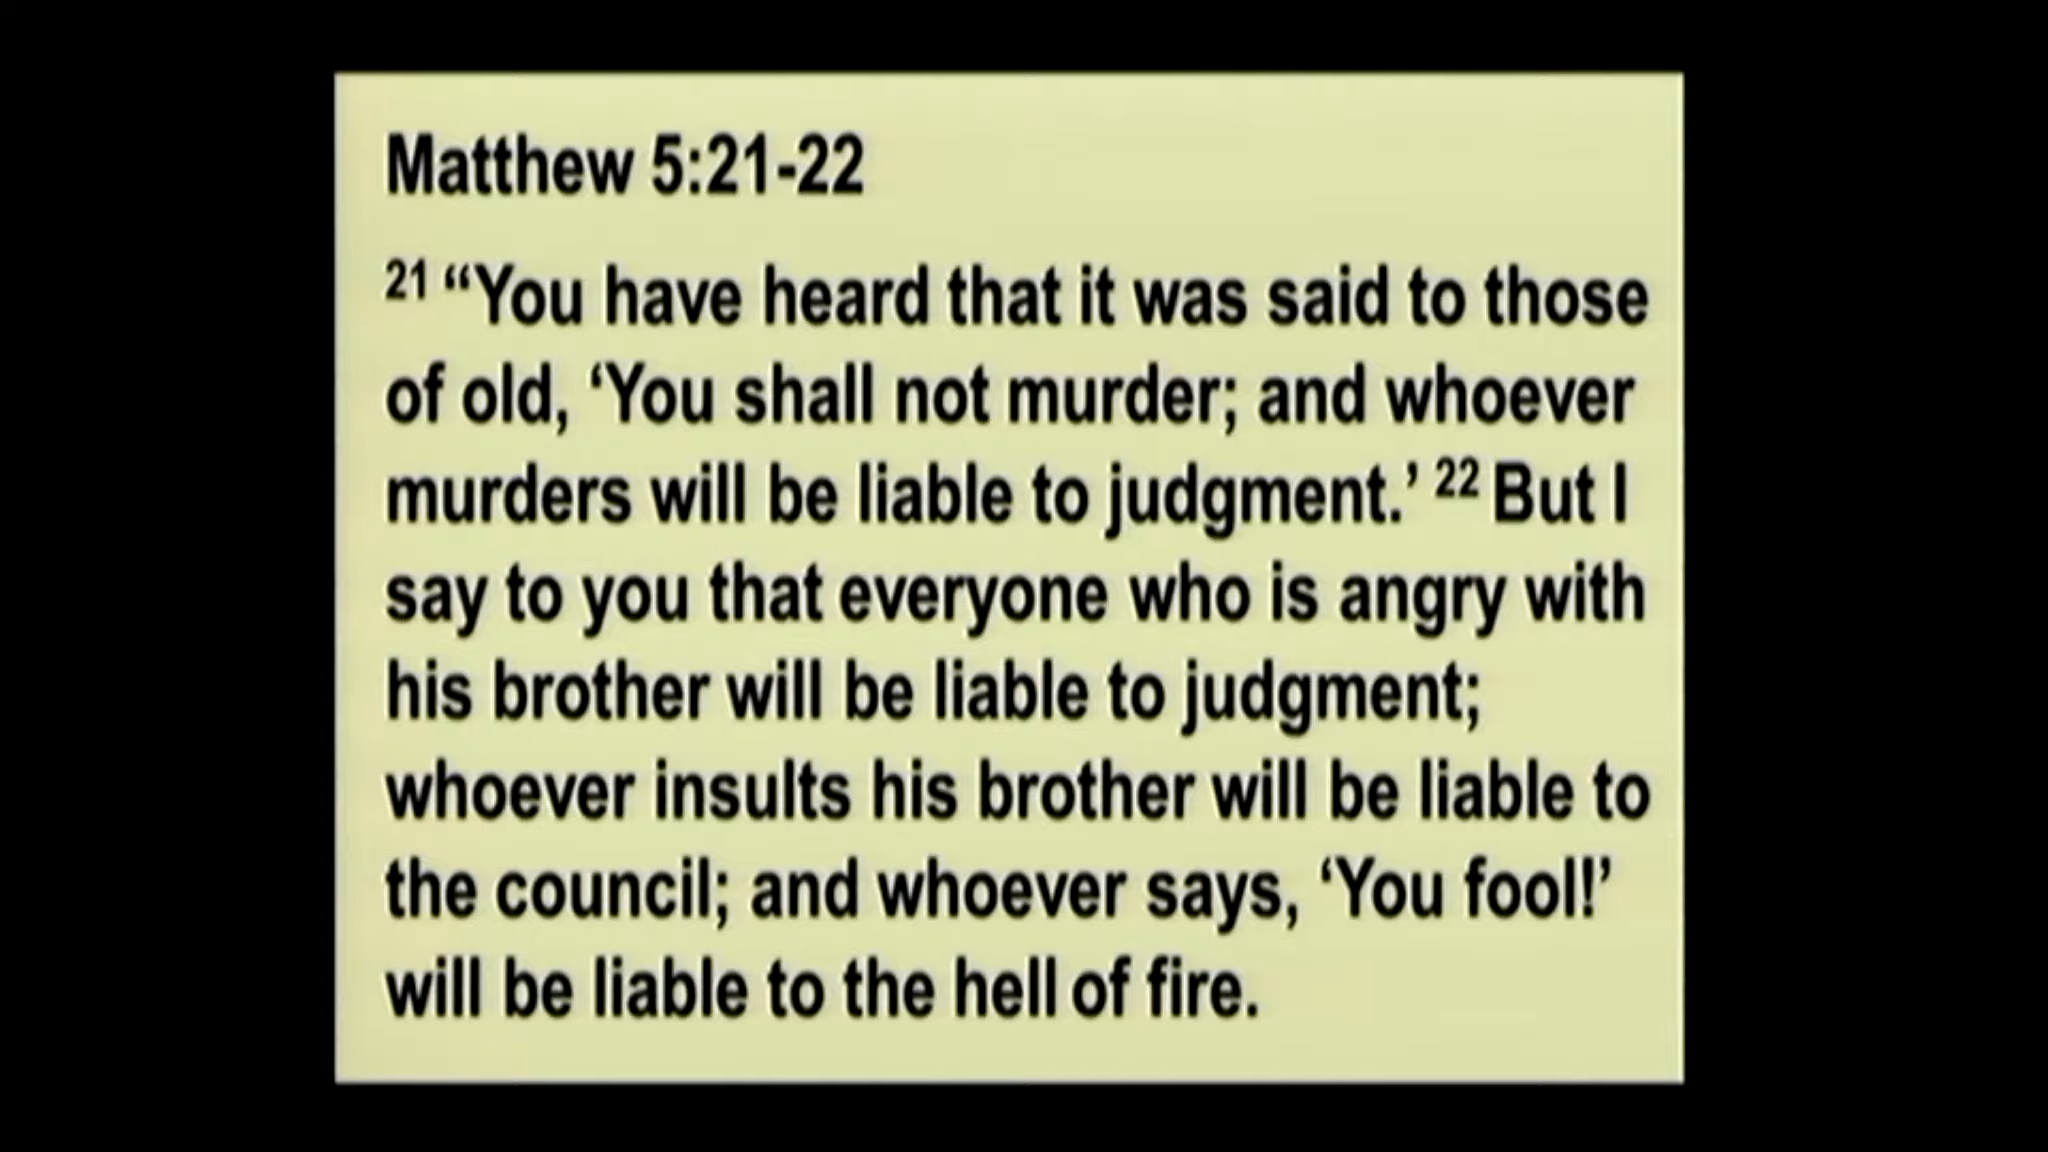 Matthew 5:21-22
21 “You have heard that it was said to those
of old, ‘You shall not murder; and whoever
murders will be liable to judgment.’ 22 But I
say to you that everyone who is angry with
his brother will be liable to judgment;
whoever insults his brother will be liable to
the council; and whoever says, ‘You fool!’
will be liable to the hell of fire.